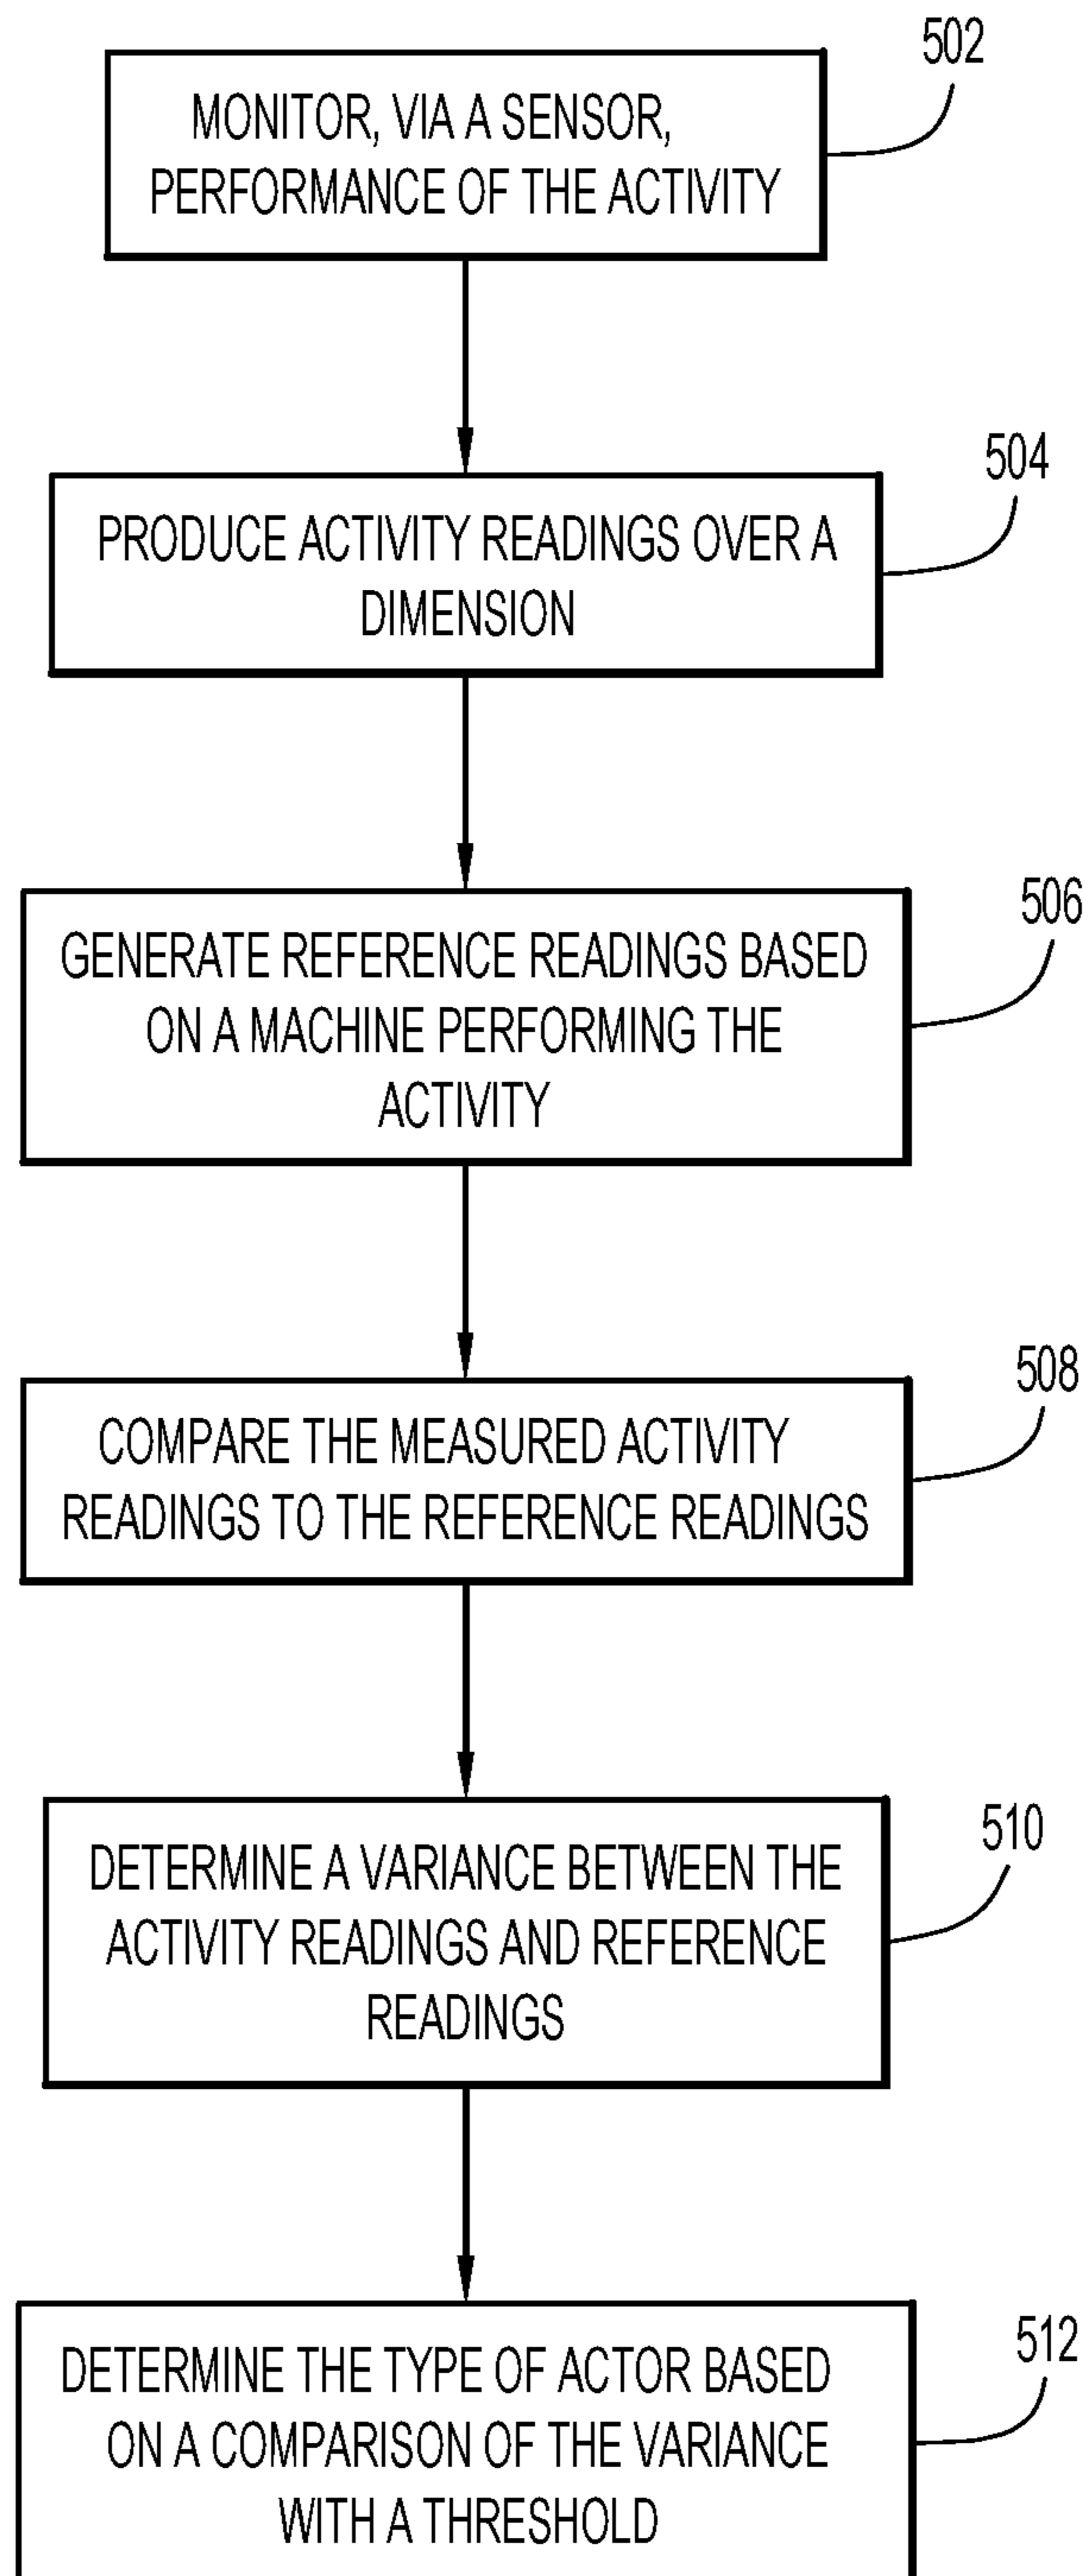 502
MONITOR, VIA A SENSOR,
PERFORMANCE OF THE ACTIVITY
504
PRODUCE ACTIVITY READINGS OVER A
DIMENSION
506
GENERATE REFERENCE READINGS BASED
ON A MACHINE PERFORMING THE
ACTIVITY
508
COMPARE THE MEASURED ACTIVITY
READINGS TO THE REFERENCE READINGS
510
DETERMINE A VARIANCE BETWEEN THE
ACTIVITY READINGS AND REFERENCE
READINGS
512
DETERMINE THE TYPE OF ACTOR BASED
ON A COMPARISON OF THE VARIANCE
WITH A THRESHOLD